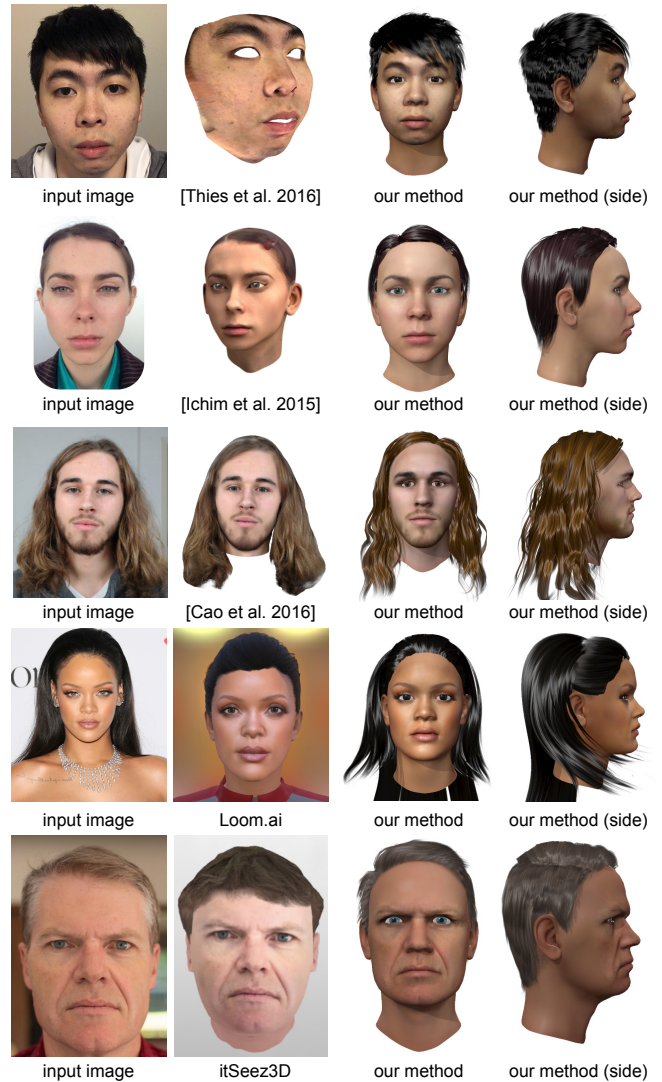 input image
[Thies et al. 2016]
our method
our method (side)
input image
[Ichim et al. 2015]
our method
our method (side)
input image
[Cao et al. 2016]
our method
our method (side)
input image
Loom.ai
our method
our method (side)
input image
itSeez3D
our method
our method (side)